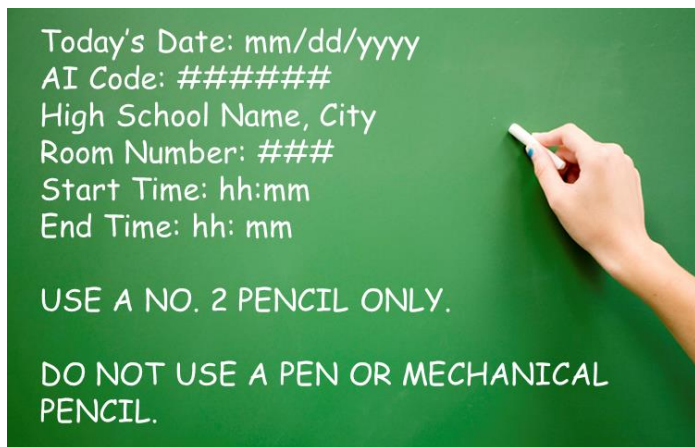 Today's Date: mm/dd/yyyy
AI Code: ######
High School Name, City
Room Number: ###
Start Time: hh:mm
End Time: hh: mm
USE A NO. 2 PENCIL ONLY.
DO NOT USE A PEN OR MECHANICAL
PENCIL.